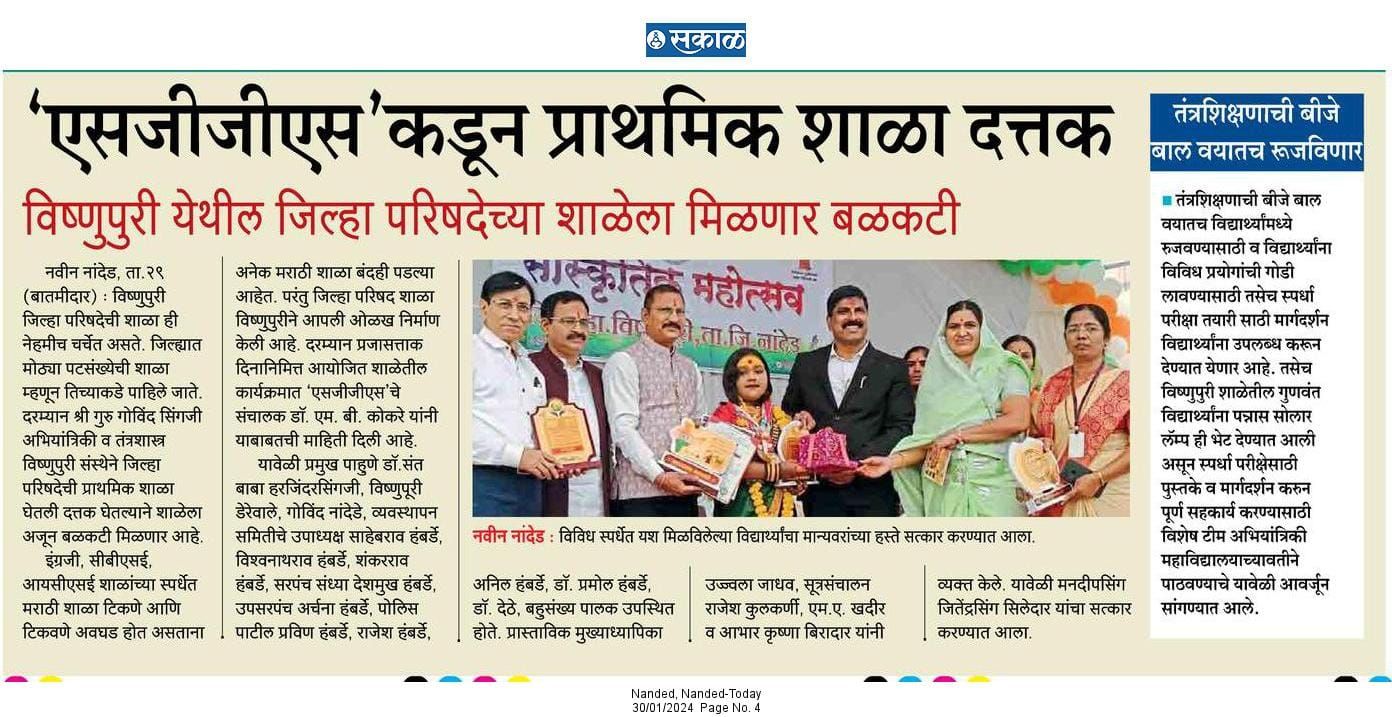 सकाळ
‘एसजीजीएस’कडून प्राथमिक शाळा दत्तक
विष्णुपुरी येथील जिल्हा परिषदेच्या शाळेला मिळणार बळकटी
नवीन नांदेड, ता.२९
(बातमीदार) : विष्णुपुरी
जिल्हा परिषदेची शाळा ही
नेहमीच चर्चेत असते. जिल्ह्यात
मोठ्या पटसंख्येची शाळा
म्हणून तिच्याकडे पाहिले जाते.
दरम्यान श्री गुरु गोविंद सिंगजी
अभियांत्रिकी व तंत्रशास्त्र
विष्णुपुरी संस्थेने जिल्हा
परिषदेची प्राथमिक शाळा
घेतली दत्तक घेतल्याने शाळेला
अजून बळकटी मिळणार आहे.
इंग्रजी, सीबीएसई,
आयसीएसई शाळांच्या स्पर्धेत
मराठी शाळा टिकणे आणि
टिकवणे अवघड होत असताना
अनेक मराठी शाळा बंदही पडल्या
आहेत. परंतु जिल्हा परिषद शाळा
विष्णुपुरीने आपली ओळख निर्माण
केली आहे. दरम्यान प्रजासत्ताक
दिनानिमित्त आयोजित शाळेतील
कार्यक्रमात ‘एसजीजीएस’चे
संचालक डॉ. एम. बी. कोकरे यांनी
याबाबतची माहिती दिली आहे.
यावेळी प्रमुख पाहुणे डॉ.संत
बाबा हरजिंदरसिंगजी, विष्णुपूरी
डेरेवाले, गोविंद नांदेडे, व्यवस्थापन
समितीचे उपाध्यक्ष साहेबराव हंबर्डे,
विश्वनाथराव हंबर्डे, शंकरराव
हंबर्डे, सरपंच संध्या देशमुख हंबर्डे,
उपसरपंच अर्चना हंबर्डे, पोलिस
पाटील प्रविण हंबर्डे, राजेश हंबर्डे,
सांस्कृतिक महोत्सव
ता.जि.नांदेड
नवीन नांदेड : विविध स्पर्धेत यश मिळविलेल्या विद्यार्थ्यांचा मान्यवरांच्या हस्ते सत्कार करण्यात आला.
अनिल हंबर्डे, डॉ. प्रमोल हंबर्डे,
डॉ. देठे, बहुसंख्य पालक उपस्थित
होते. प्रास्ताविक मुख्याध्यापिका
उज्ज्वला जाधव, सूत्रसंचालन
राजेश कुलकर्णी, एम.ए. खदीर
व आभार कृष्णा बिरादार यांनी
व्यक्त केले. यावेळी मनदीपसिंग
जितेंद्रसिंग सिलेदार यांचा सत्कार
करण्यात आला.
तंत्रशिक्षणाची बीजे
बाल वयातच रूजविणार
तंत्रशिक्षणाची बीजे बाल
वयातच विद्यार्थ्यांमध्ये
रुजवण्यासाठी व विद्यार्थ्यांना
विविध प्रयोगांची गोडी
लावण्यासाठी तसेच स्पर्धा
परीक्षा तयारी साठी मार्गदर्शन
विद्यार्थ्यांना उपलब्ध करून
देण्यात येणार आहे. तसेच
विष्णुपुरी शाळेतील गुणवंत
विद्यार्थ्यांना पन्नास सोलार
लॅम्प ही भेट देण्यात आली
असून स्पर्धा परीक्षेसाठी
पुस्तके व मार्गदर्शन करुन
पूर्ण सहकार्य करण्यासाठी
विशेष टीम अभियांत्रिकी
महाविद्यालयाच्यावतीने
पाठवण्याचे यावेळी आवर्जून
सांगण्यात आले.
Nanded, Nanded-Today
30/01/2024 Page No. 4